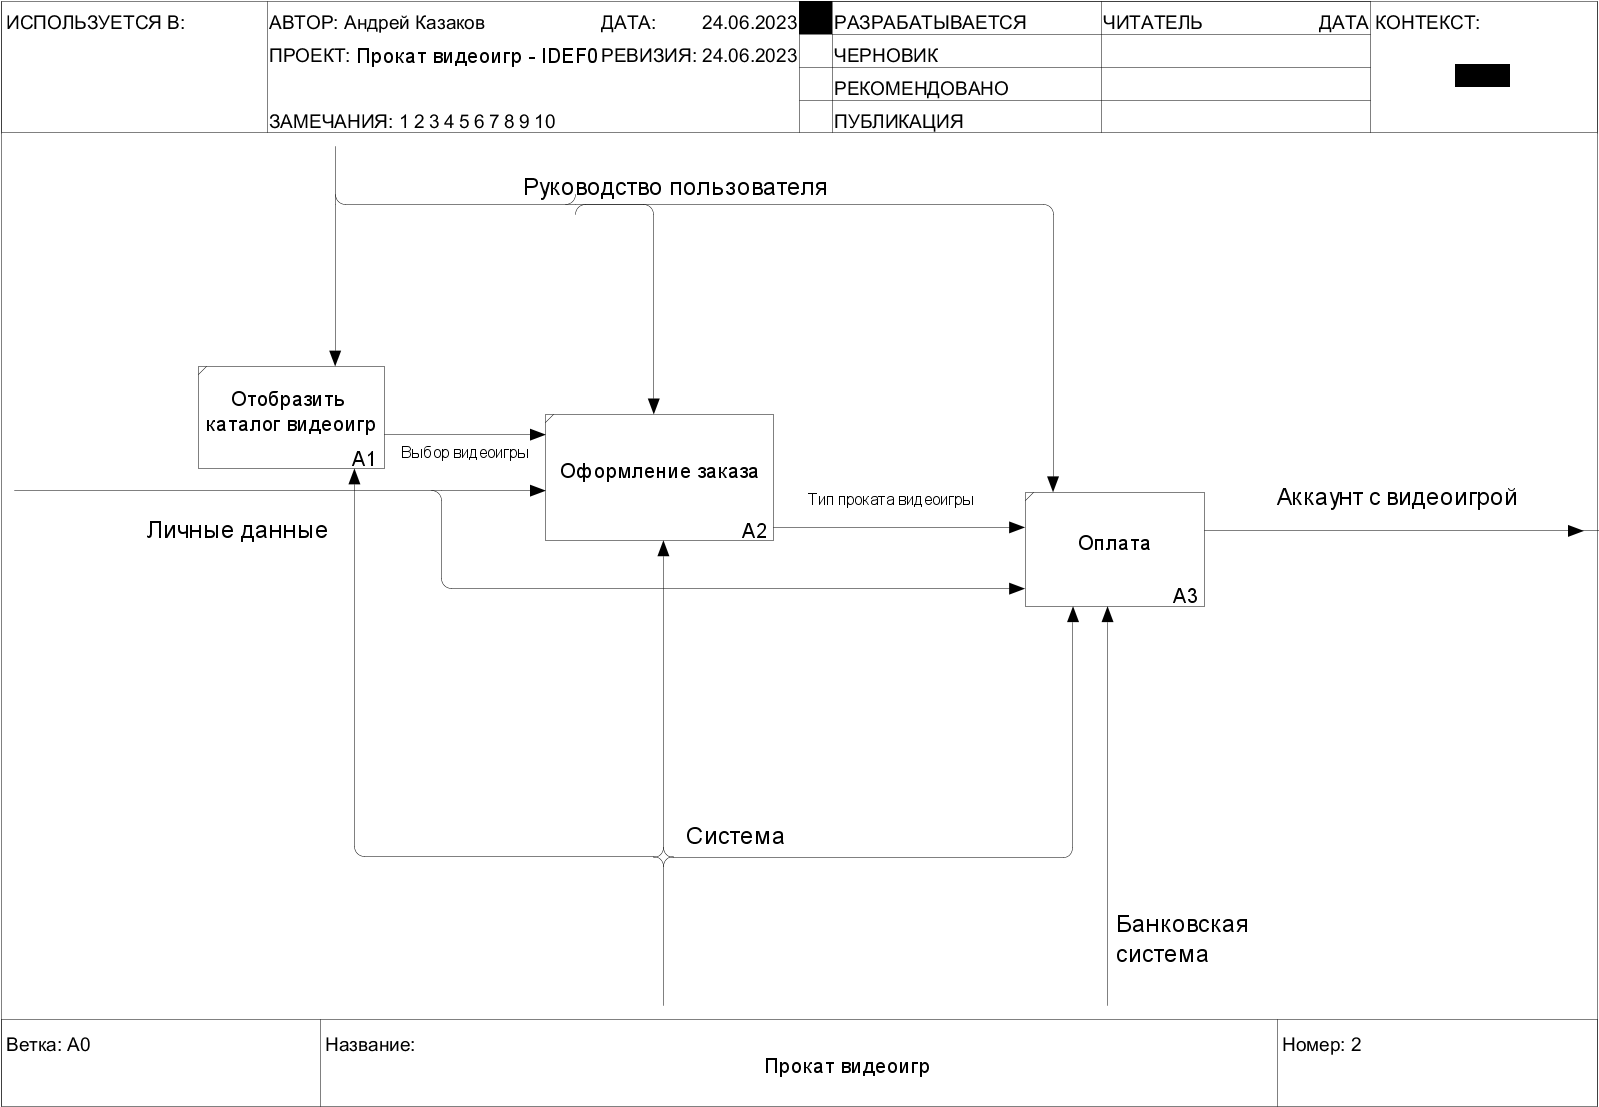 ИСПОЛЬЗУЕТСЯ В:
АВТОР: Андрей Казаков
ДАТА: 24.06.2023
ПРОЕКТ: Прокат видеоигр - IDEF0
РЕВИЗИЯ: 24.06.2023
ЗАМЕЧАНИЯ: 1 2 3 4 5 6 7 8 9 10
РАЗРАБАТЫВАЕТСЯ
ЧЕРНОВИК
РЕКОМЕНДОВАНО
ПУБЛИКАЦИЯ
ЧИТАТЕЛЬ
ДАТА
КОНТЕКСТ:
Руководство пользователя
Отобразить
каталог видеоигр
A1
Выбор видеоигры
Оформление заказа
A2
Тип проката видеоигры
Личные данные
Оплата
A3
Аккаунт с видеоигрой
Система
Банковская
система
Ветка: A0
Название:
Прокат видеоигр
Номер: 2